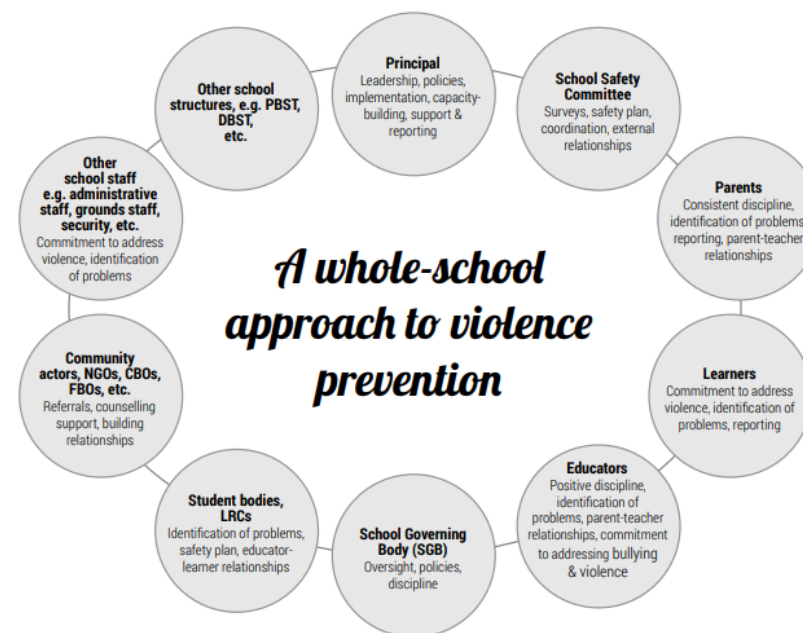 Principal
Leadership, policies,
implementation, capacity-
building, support &
reporting
School Safety
Committee
Surveys, safety plan,
coordination, external
relationships
Parents
Consistent discipline,
identification of problems
reporting, parent-teacher
relationships
Learners
Commitment to address
violence, identification of
problems, reporting
Educators
Positive discipline,
identification of
problems, parent-teacher
relationships, commitment
to addressing bullying
& violence
School Governing
Body (SGB)
Oversight, policies,
discipline
Student bodies,
LRCs
Identification of problems,
safety plan, educator-
learner relationships
Community
actors, NGOs, CBOs,
FBOs, etc.
Referrals, counselling
support, building
relationships
Other
school staff
e.g. administrative
staff, grounds staff,
security, etc.
Commitment to address
violence, identification
of problems
Other school
structures, e.g. PBST,
DBST,
etc.
A whole-school
approach to violence
prevention